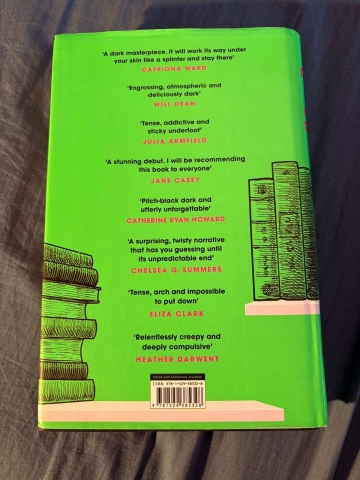 ‘A dark masterpiece. It will work its way under
your skin like a splinter and stay there’
CATRIONA WARD
‘Engrossing, atmospheric and
deliciously dark’
WILL DEAN
‘Tense, addictive and
sticky underfoot’
JULIA ARMFIELD
‘A stunning debut. I will be recommending
this book to everyone’
JANE CASEY
‘Pitch-black dark and
utterly unforgettable’
CATHERINE RYAN HOWARD
‘A surprising, twisty narrative
that has you guessing until
its unpredictable end’
CHELSEA G. SUMMERS
‘Tense, arch and impossible
to put down’
ELIZA CLARK
‘Relentlessly creepy and
deeply compulsive’
HEATHER DARWENT